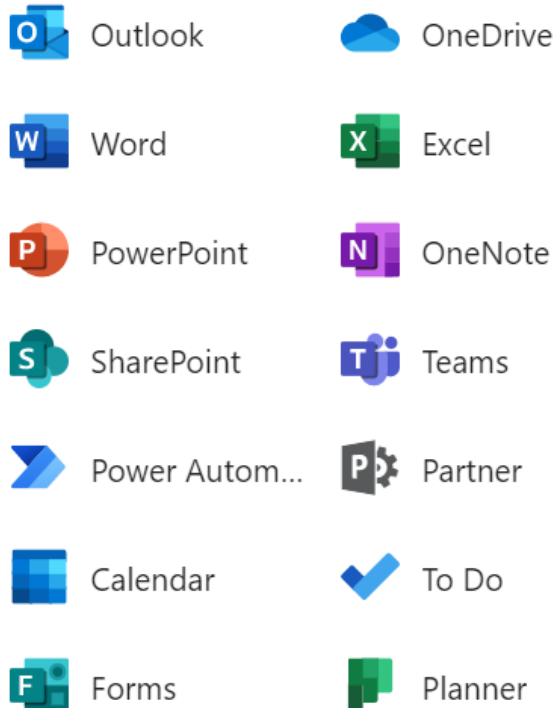 Outlook
OneDrive
Word
Excel
PowerPoint
OneNote
SharePoint
Teams
Power Autom...
Partner
Calendar
To Do
Forms
Planner